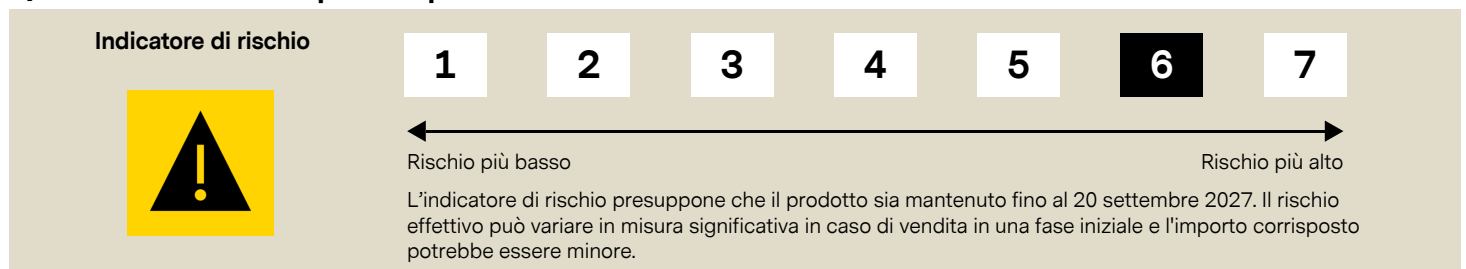 Indicatore di rischio
1 2 3 4 5 6 7
Rischio più basso Rischio più alto
L'indicatore di rischio presuppone che il prodotto sia mantenuto fino al 20 settembre 2027. Il rischio
effettivo può variare in misura significativa in caso di vendita in una fase iniziale e l'importo corrisposto
potrebbe essere minore.